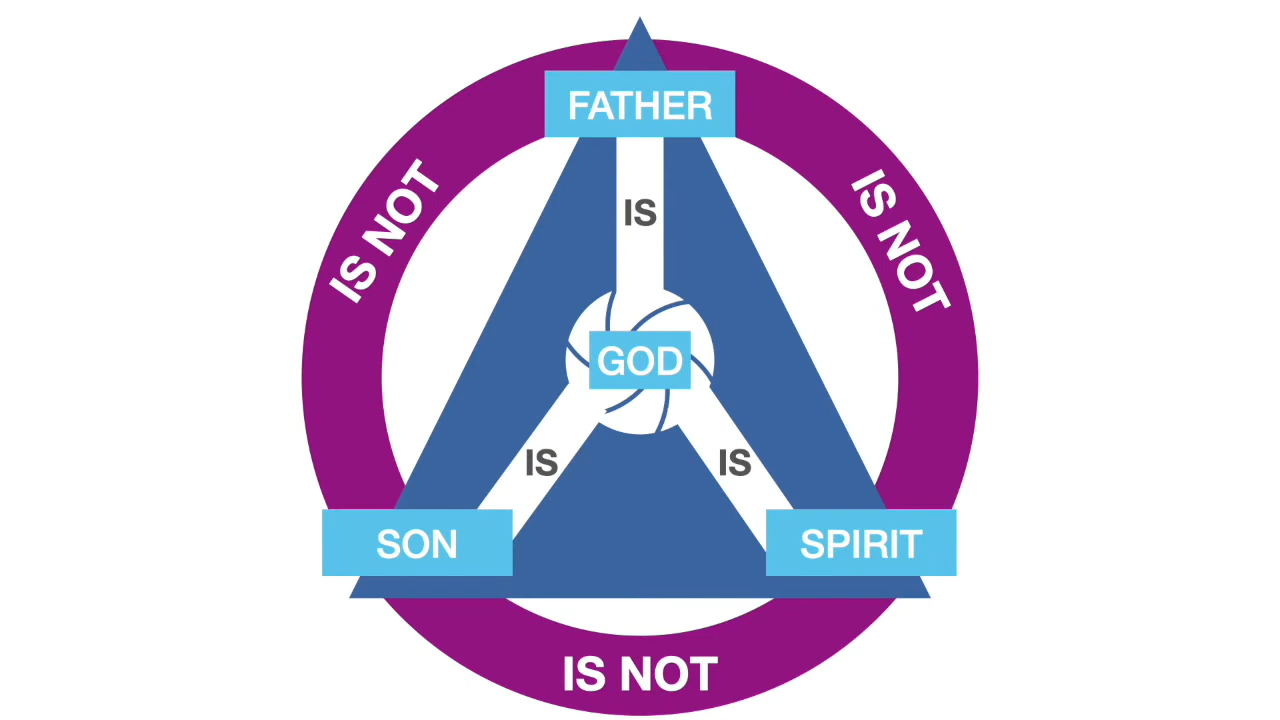 FATHER
IS NOT
IS
IS NOT
GOD
IS
IS
SON
SPIRIT
IS NOT